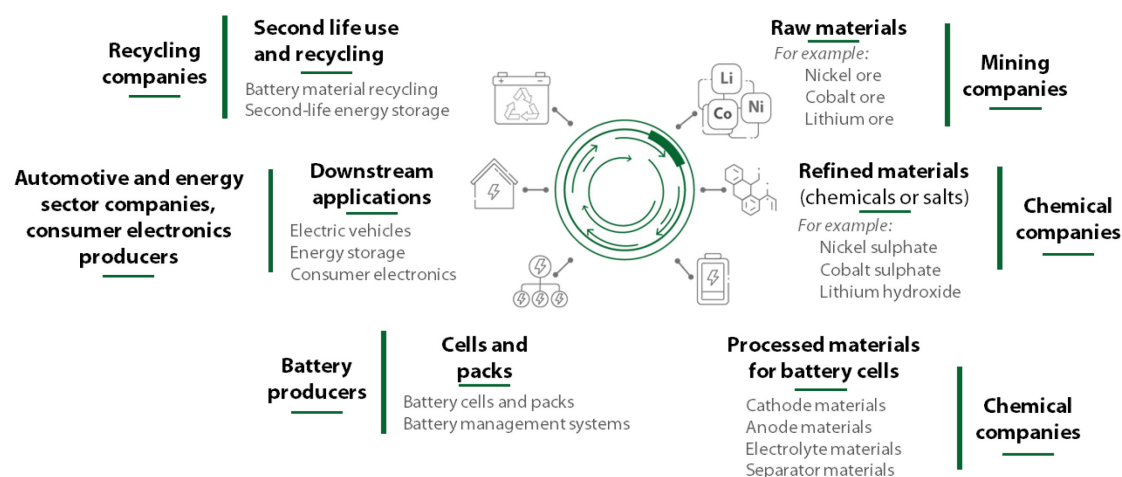 Recycling
companies
Second life use
and recycling
Battery material recycling
Second-life energy storage
Raw materials
For example:
Nickel ore
Cobalt ore
Lithium ore
Mining
companies
Li
Co
Ni
Automotive and energy
sector companies,
consumer electronics
producers
Downstream
applications
Electric vehicles
Energy storage
Consumer electronics
Refined materials
(chemicals or salts)
For example:
Nickel sulphate
Cobalt sulphate
Lithium hydroxide
Chemical
companies
Battery
producers
Cells and
packs
Battery cells and packs
Battery management systems
Processed materials
for battery cells
Cathode materials
Anode materials
Electrolyte materials
Separator materials
Chemical
companies